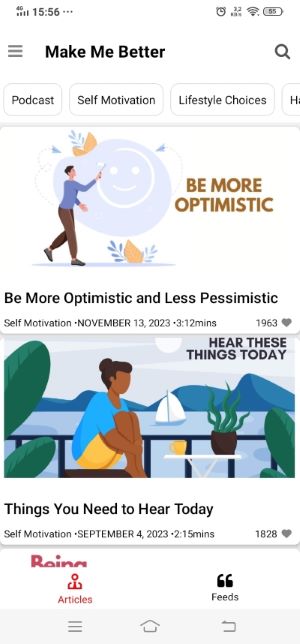 4G 15:56 ••• 3.2 KB/S 55
Make Me Better
Podcast Self Motivation Lifestyle Choices Ha
BE MORE
OPTIMISTIC
Be More Optimistic and Less Pessimistic
Self Motivation •NOVEMBER 13, 2023 •3:12mins 1963
HEAR THESE
THINGS TODAY
Things You Need to Hear Today
Self Motivation •SEPTEMBER 4, 2023 •2:15mins 1828
Being
Articles Feeds